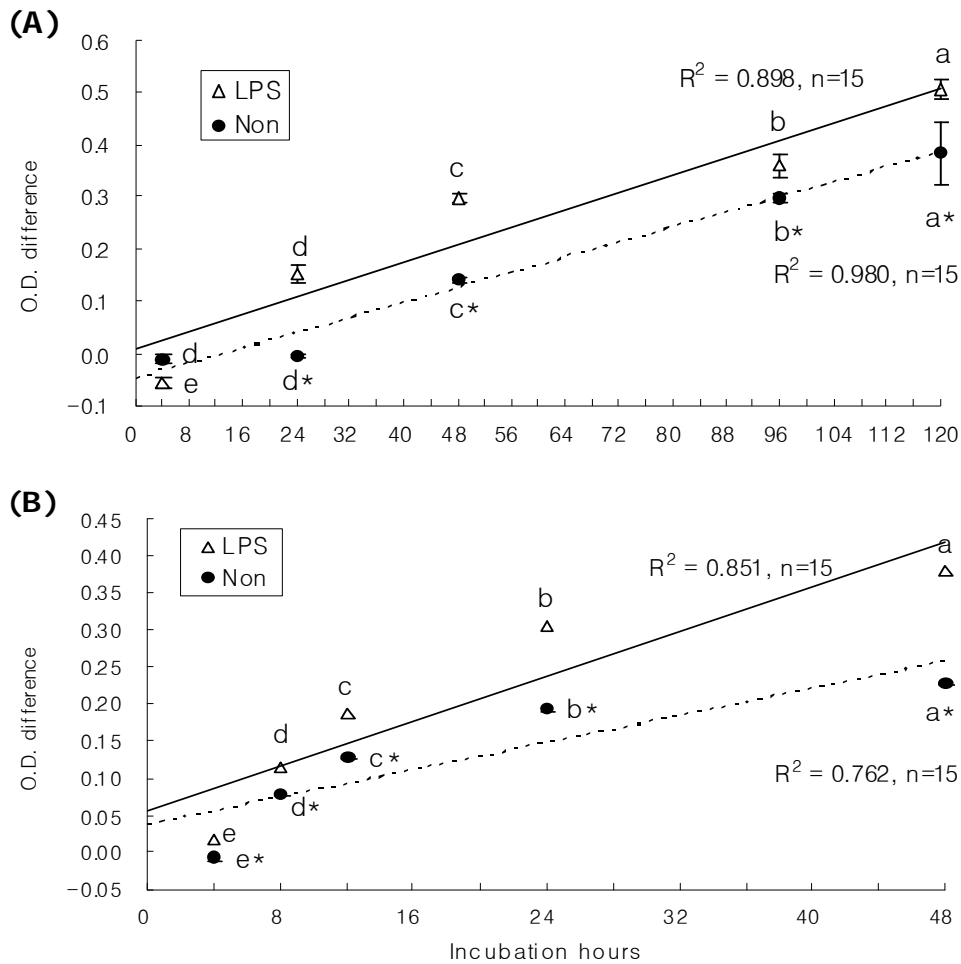 (A)
0.6
0.5
0.4
0.3
0.2
0.1
0.0
−0.1
O.D. difference
LPS
Non
R² = 0.898, n=15
a
b
c
d
d
e
d*
c*
b*
a*
R² = 0.980, n=15
0 8 16 24 32 40 48 56 64 72 80 88 96 104 112 120
(B)
0.45
0.40
0.35
0.30
0.25
0.20
0.15
0.10
0.05
0.00
−0.05
O.D. difference
LPS
Non
R² = 0.851, n=15
a
b
c
d
e
e*
d*
c*
b*
a*
R² = 0.762, n=15
0 8 16 24 32 40 48
Incubation hours